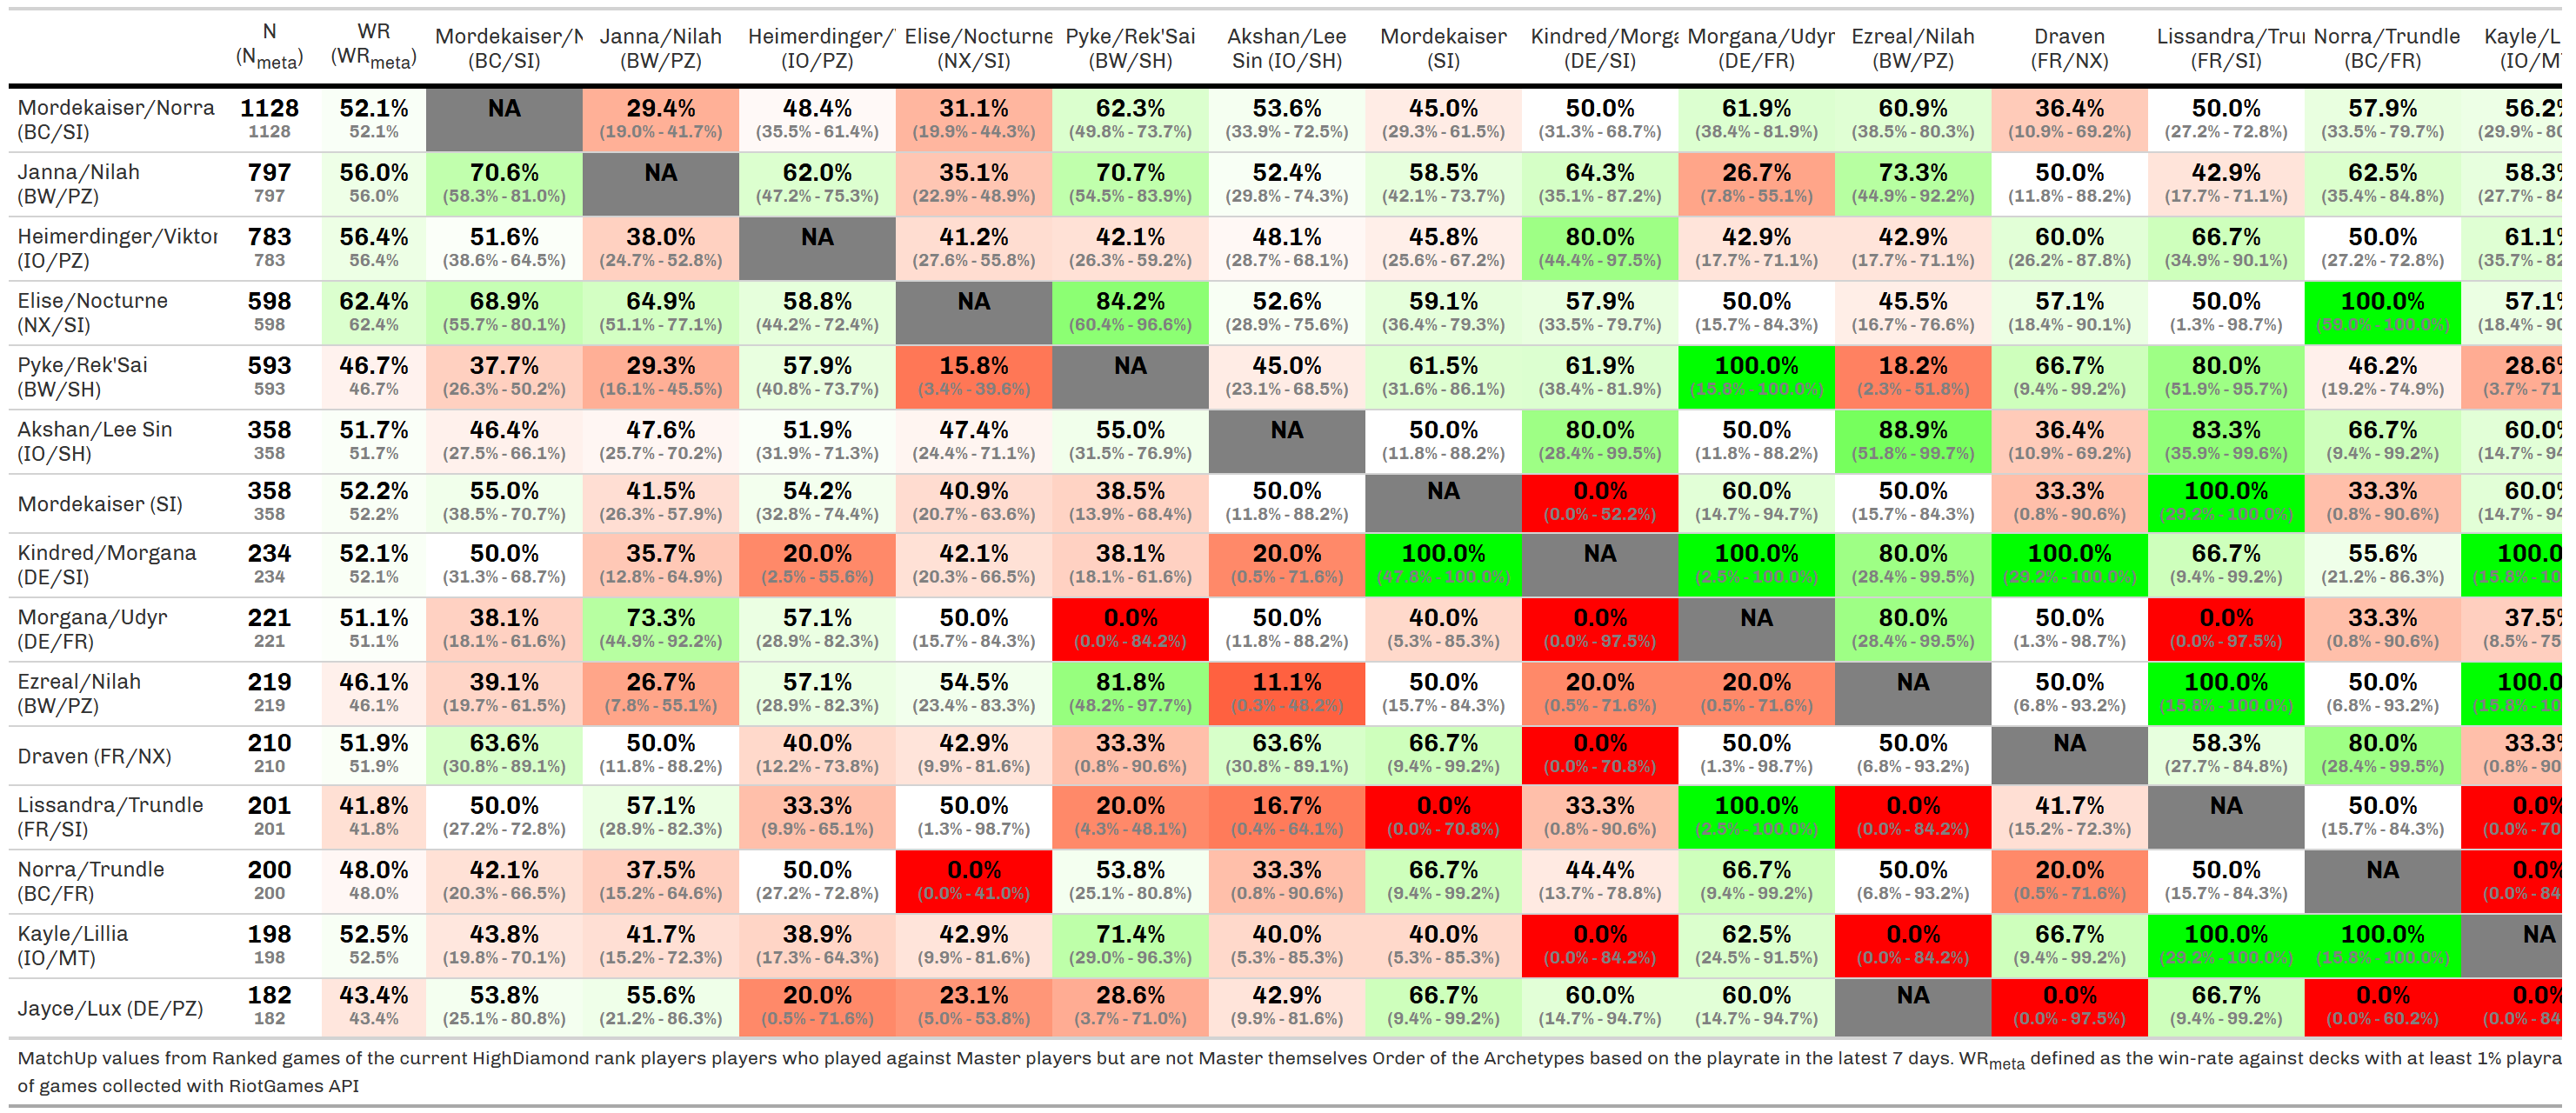 N WR Mordekaiser/N Janna/Nilah Heimerdinger/ Elise/Nocturne Pyke/Rek'Sai Akshan/Lee Mordekaiser Kindred/Morga Morgana/Udyr Ezreal/Nilah Draven Lissandra/Trun Norra/Trundle Kayle/L
(Nmeta) (WRmeta) (BC/SI) (BW/PZ) (IO/PZ) (NX/SI) (BW/SH) Sin (IO/SH) (SI) (DE/SI) (DE/FR) (BW/PZ) (FR/NX) (FR/SI) (BC/FR) (IO/M
Mordekaiser/Norra 1128 52.1% NA 29.4% 48.4% 31.1% 62.3% 53.6% 45.0% 50.0% 61.9% 60.9% 36.4% 50.0% 57.9% 56.2%
(BC/SI) 1128 52.1% (19.0% - 41.7%) (35.5% - 61.4%) (19.9% - 44.3%) (49.8% - 73.7%) (33.9% - 72.5%) (29.3% - 61.5%) (31.3% - 68.7%) (38.4% - 81.9%) (38.5% - 80.3%) (10.9% - 69.2%) (27.2% - 72.8%) (33.5% - 79.7%) (29.9% - 80
Janna/Nilah 797 56.0% 70.6% NA 62.0% 35.1% 70.7% 52.4% 58.5% 64.3% 26.7% 73.3% 50.0% 42.9% 62.5% 58.3%
(BW/PZ) 797 56.0% (58.3% - 81.0%) (47.2% - 75.3%) (22.9% - 48.9%) (54.5% - 83.9%) (29.8% - 74.3%) (42.1% - 73.7%) (35.1% - 87.2%) (7.8% - 55.1%) (44.9% - 92.2%) (11.8% - 88.2%) (17.7% - 71.1%) (35.4% - 84.8%) (27.7% - 84
Heimerdinger/Viktor 783 56.4% 51.6% 38.0% NA 41.2% 42.1% 48.1% 45.8% 80.0% 42.9% 42.9% 60.0% 66.7% 50.0% 61.1%
(IO/PZ) 783 56.4% (38.6% - 64.5%) (24.7% - 52.8%) (27.6% - 55.8%) (26.3% - 59.2%) (28.7% - 68.1%) (25.6% - 67.2%) (44.4% - 97.5%) (17.7% - 71.1%) (17.7% - 71.1%) (26.2% - 87.8%) (34.9% - 90.1%) (27.2% - 72.8%) (35.7% - 82
Elise/Nocturne 598 62.4% 68.9% 64.9% 58.8% NA 84.2% 52.6% 59.1% 57.9% 50.0% 45.5% 57.1% 50.0% 100.0% 57.1%
(NX/SI) 598 62.4% (55.7% - 80.1%) (51.1% - 77.1%) (44.2% - 72.4%) (60.4% - 96.6%) (28.9% - 75.6%) (36.4% - 79.3%) (33.5% - 79.7%) (15.7% - 84.3%) (16.7% - 76.6%) (18.4% - 90.1%) (1.3% - 98.7%) (59.0% - 100.0%) (18.4% - 90
Pyke/Rek'Sai 593 46.7% 37.7% 29.3% 57.9% 15.8% NA 45.0% 61.5% 61.9% 100.0% 18.2% 66.7% 80.0% 46.2% 28.6%
(BW/SH) 593 46.7% (26.3% - 50.2%) (16.1% - 45.5%) (40.8% - 73.7%) (3.4% - 39.6%) (23.1% - 68.5%) (31.6% - 86.1%) (38.4% - 81.9%) (15.8% - 100.0%) (2.3% - 51.8%) (9.4% - 99.2%) (51.9% - 95.7%) (19.2% - 74.9%) (3.7% - 71
Akshan/Lee Sin 358 51.7% 46.4% 47.6% 51.9% 47.4% 55.0% NA 50.0% 80.0% 50.0% 88.9% 36.4% 83.3% 66.7% 60.0%
(IO/SH) 358 51.7% (27.5% - 66.1%) (25.7% - 70.2%) (31.9% - 71.3%) (24.4% - 71.1%) (31.5% - 76.9%) (11.8% - 88.2%) (28.4% - 99.5%) (11.8% - 88.2%) (51.8% - 99.7%) (10.9% - 69.2%) (35.9% - 99.6%) (9.4% - 99.2%) (14.7% - 94
Mordekaiser (SI) 358 52.2% 55.0% 41.5% 54.2% 40.9% 38.5% 50.0% NA 0.0% 60.0% 50.0% 33.3% 100.0% 33.3% 60.0%
358 52.2% (38.5% - 70.7%) (26.3% - 57.9%) (32.8% - 74.4%) (20.7% - 63.6%) (13.9% - 68.4%) (11.8% - 88.2%) (0.0% - 52.2%) (14.7% - 94.7%) (15.7% - 84.3%) (0.8% - 90.6%) (29.2% - 100.0%) (0.8% - 90.6%) (14.7% - 94
Kindred/Morgana 234 52.1% 50.0% 35.7% 20.0% 42.1% 38.1% 20.0% 100.0% NA 100.0% 80.0% 100.0% 66.7% 55.6% 100.0
(DE/SI) 234 52.1% (31.3% - 68.7%) (12.8% - 64.9%) (2.5% - 55.6%) (20.3% - 66.5%) (18.1% - 61.6%) (0.5% - 71.6%) (47.8% - 100.0%) (2.5% - 100.0%) (28.4% - 99.5%) (29.2% - 100.0%) (9.4% - 99.2%) (21.2% - 86.3%) (15.8% - 10
Morgana/Udyr 221 51.1% 38.1% 73.3% 57.1% 50.0% 0.0% 50.0% 40.0% 0.0% NA 80.0% 50.0% 0.0% 33.3% 37.5%
(DE/FR) 221 51.1% (18.1% - 61.6%) (44.9% - 92.2%) (28.9% - 82.3%) (15.7% - 84.3%) (0.0% - 84.2%) (11.8% - 88.2%) (5.3% - 85.3%) (0.0% - 97.5%) (28.4% - 99.5%) (1.3% - 98.7%) (0.0% - 97.5%) (0.8% - 90.6%) (8.5% - 75
Ezreal/Nilah 219 46.1% 39.1% 26.7% 57.1% 54.5% 81.8% 11.1% 50.0% 20.0% 20.0% NA 50.0% 100.0% 50.0% 100.0
(BW/PZ) 219 46.1% (19.7% - 61.5%) (7.8% - 55.1%) (28.9% - 82.3%) (23.4% - 83.3%) (48.2% - 97.7%) (0.3% - 48.2%) (15.7% - 84.3%) (0.5% - 71.6%) (0.5% - 71.6%) (6.8% - 93.2%) (15.8% - 100.0%) (6.8% - 93.2%) (15.8% - 10
Draven (FR/NX) 210 51.9% 63.6% 50.0% 40.0% 42.9% 33.3% 63.6% 66.7% 0.0% 50.0% 50.0% NA 58.3% 80.0% 33.3%
210 51.9% (30.8% - 89.1%) (11.8% - 88.2%) (12.2% - 73.8%) (9.9% - 81.6%) (0.8% - 90.6%) (30.8% - 89.1%) (9.4% - 99.2%) (0.0% - 70.8%) (1.3% - 98.7%) (6.8% - 93.2%) (27.7% - 84.8%) (28.4% - 99.5%) (0.8% - 90
Lissandra/Trundle 201 41.8% 50.0% 57.1% 33.3% 50.0% 20.0% 16.7% 0.0% 33.3% 100.0% 0.0% 41.7% NA 50.0% 0.0%
(FR/SI) 201 41.8% (27.2% - 72.8%) (28.9% - 82.3%) (9.9% - 65.1%) (1.3% - 98.7%) (4.3% - 48.1%) (0.4% - 64.1%) (0.0% - 70.8%) (0.8% - 90.6%) (2.5% - 100.0%) (0.0% - 84.2%) (15.2% - 72.3%) (15.7% - 84.3%) (0.0% - 70
Norra/Trundle 200 48.0% 42.1% 37.5% 50.0% 0.0% 53.8% 33.3% 66.7% 44.4% 66.7% 50.0% 20.0% 50.0% NA 0.0%
(BC/FR) 200 48.0% (20.3% - 66.5%) (15.2% - 64.6%) (27.2% - 72.8%) (0.0% - 41.0%) (25.1% - 80.8%) (0.8% - 90.6%) (9.4% - 99.2%) (13.7% - 78.8%) (9.4% - 99.2%) (6.8% - 93.2%) (0.5% - 71.6%) (15.7% - 84.3%) (0.0% - 84
Kayle/Lillia 198 52.5% 43.8% 41.7% 38.9% 42.9% 71.4% 40.0% 40.0% 0.0% 62.5% 0.0% 66.7% 100.0% 100.0% NA
(IO/MT) 198 52.5% (19.8% - 70.1%) (15.2% - 72.3%) (17.3% - 64.3%) (9.9% - 81.6%) (29.0% - 96.3%) (5.3% - 85.3%) (5.3% - 85.3%) (0.0% - 84.2%) (24.5% - 91.5%) (0.0% - 84.2%) (9.4% - 99.2%) (29.2% - 100.0%) (15.8% - 100.0%)
Jayce/Lux (DE/PZ) 182 43.4% 53.8% 55.6% 20.0% 23.1% 28.6% 42.9% 66.7% 60.0% 60.0% NA 0.0% 66.7% 0.0% 0.0%
182 43.4% (25.1% - 80.8%) (21.2% - 86.3%) (0.5% - 71.6%) (5.0% - 53.8%) (3.7% - 71.0%) (9.9% - 81.6%) (9.4% - 99.2%) (14.7% - 94.7%) (14.7% - 94.7%) (0.0% - 97.5%) (9.4% - 99.2%) (0.0% - 60.2%) (0.0% - 84
MatchUp values from Ranked games of the current HighDiamond rank players players who played against Master players but are not Master themselves Order of the Archetypes based on the playrate in the latest 7 days. WRmeta defined as the win-rate against decks with at least 1% playra
of games collected with RiotGames API